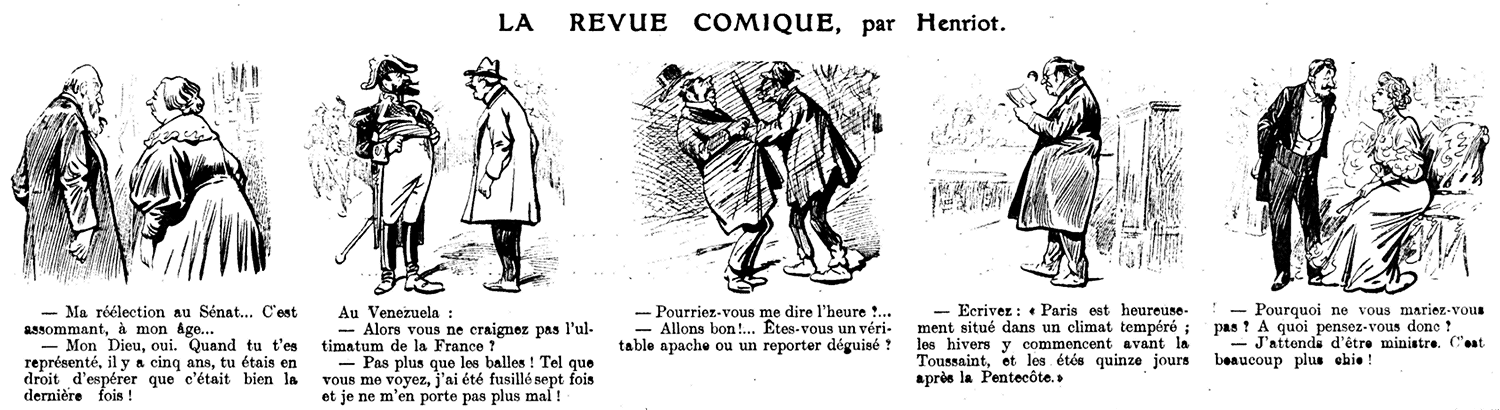 LA REVUE COMIQUE, par Henriot.
— Ma réélection au Sénat... C'est
assommant, à mon âge...
— Mon Dieu, oui. Quand tu t'es
représenté, il y a cinq ans, tu étais en
droit d'espérer que c'était bien la
dernière fois !
Au Venezuela :
— Alors vous ne craignez pas l'ul-
timatum de la France ?
— Pas plus que les balles ! Tel que
vous me voyez, j'ai été fusillé sept fois
et je ne m'en porte pas plus mal !
— Pourriez-vous me dire l'heure ?...
— Allons bon !... Êtes-vous un véri-
table apache ou un reporter déguisé ?
— Ecrivez : « Paris est heureuse-
ment situé dans un climat tempéré ;
les hivers y commencent avant la
Toussaint, et les étés quinze jours
après la Pentecôte. »
— Pourquoi ne vous mariez-vous
pas ? A quoi pensez-vous donc ?
— J'attends d'être ministre. C'est
beaucoup plus chic !